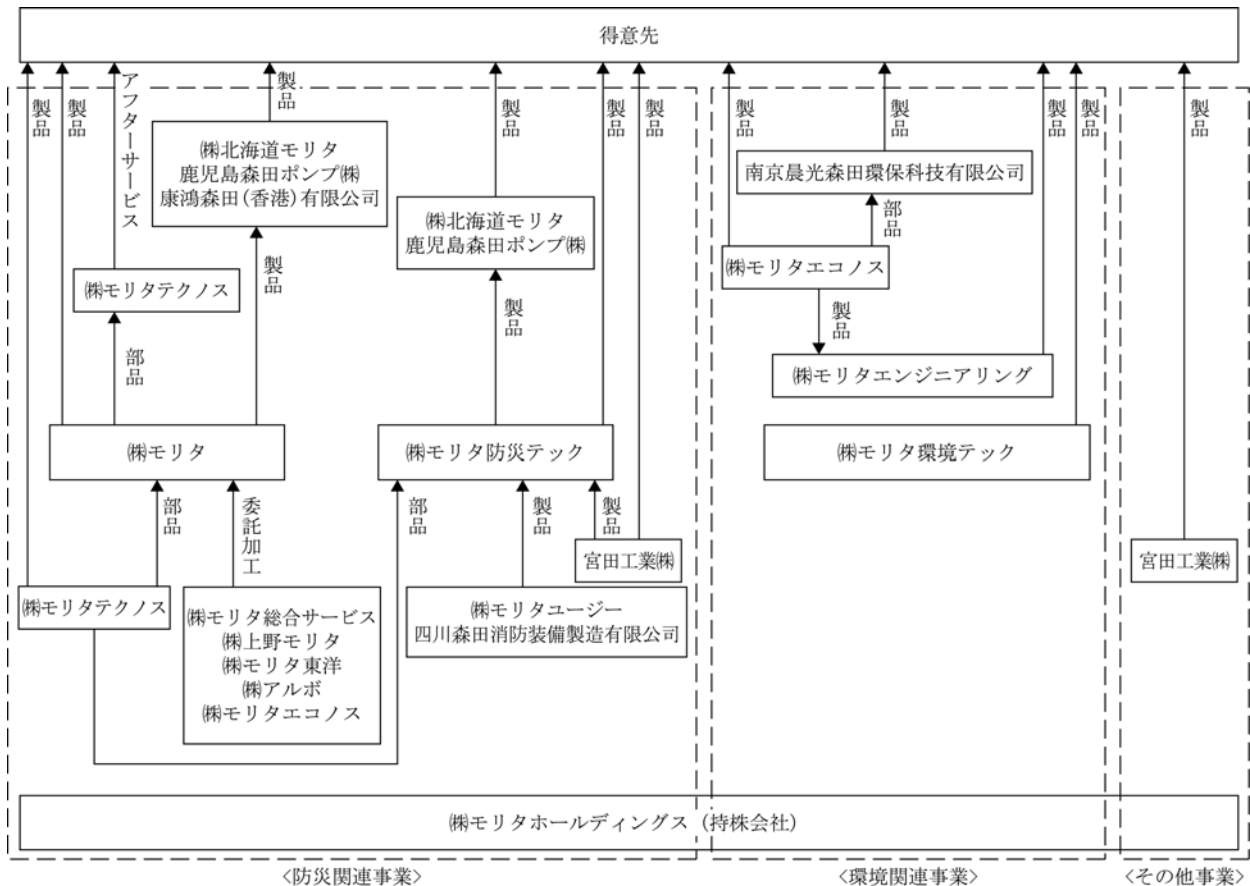 得意先
製品
製品
アフターサービス
製品
製品
製品
製品
製品
製品
製品
製品
製品
㈱北海道モリタ
鹿児島森田ポンプ㈱
康鴻森田(香港)有限公司
㈱北海道モリタ
鹿児島森田ポンプ㈱
南京晨光森田環保科技有限公司
部品
㈱モリタエコノス
㈱モリタテクノス
製品
製品
製品
部品
㈱モリタエンジニアリング
㈱モリタ
㈱モリタ防災テック
㈱モリタ環境テック
部品
委託加工
部品
製品
製品
宮田工業㈱
宮田工業㈱
㈱モリタテクノス
㈱モリタ総合サービス
㈱上野モリタ
㈱モリタ東洋
㈱アルボ
㈱モリタエコノス
㈱モリタユージー
四川森田消防装備製造有限公司
㈱モリタホールディングス（持株会社）
<防災関連事業>
<環境関連事業>
<その他事業>